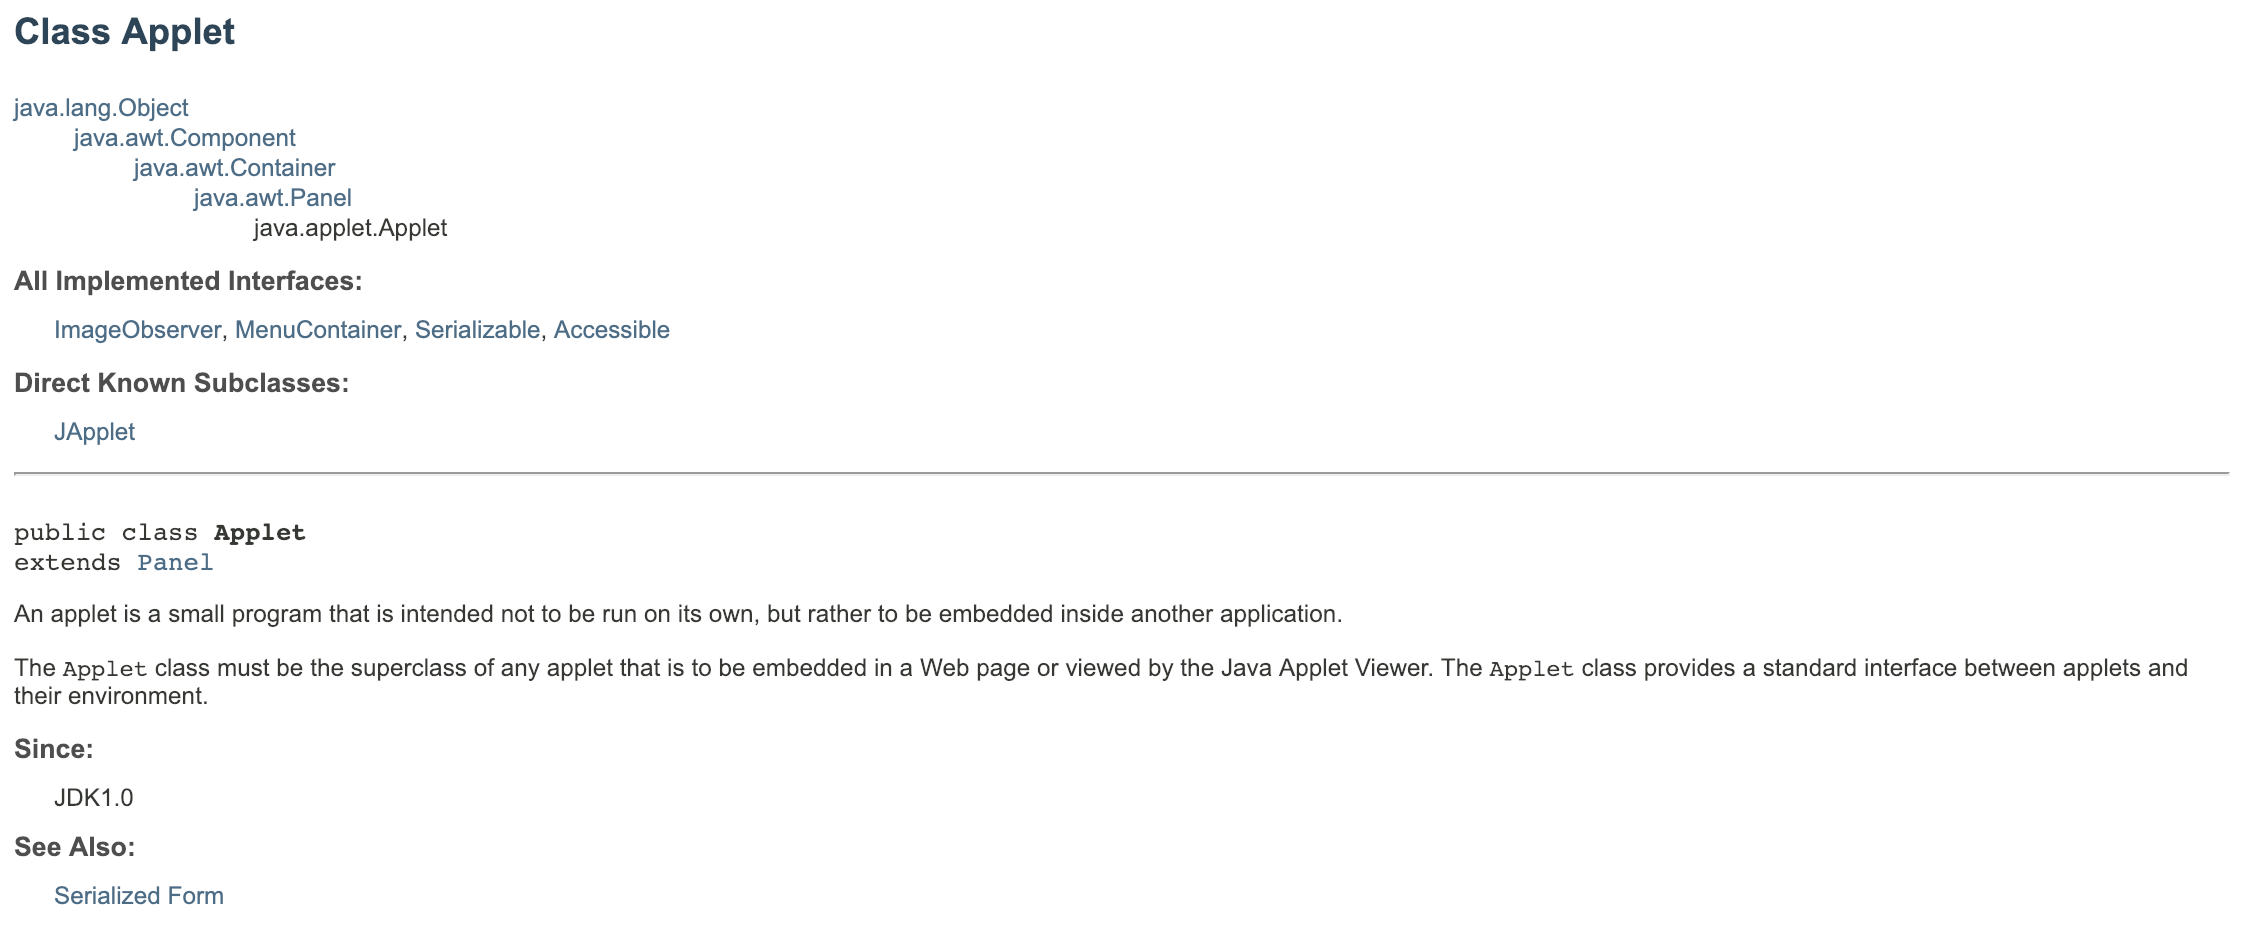 Class Applet
java.lang.Object
java.awt.Component
java.awt.Container
java.awt.Panel
java.applet.Applet
All Implemented Interfaces:
ImageObserver, MenuContainer, Serializable, Accessible
Direct Known Subclasses:
JApplet
public class Applet
extends Panel
An applet is a small program that is intended not to be run on its own, but rather to be embedded inside another application.
The Applet class must be the superclass of any applet that is to be embedded in a Web page or viewed by the Java Applet Viewer. The Applet class provides a standard interface between applets and
their environment.
Since:
JDK1.0
See Also:
Serialized Form